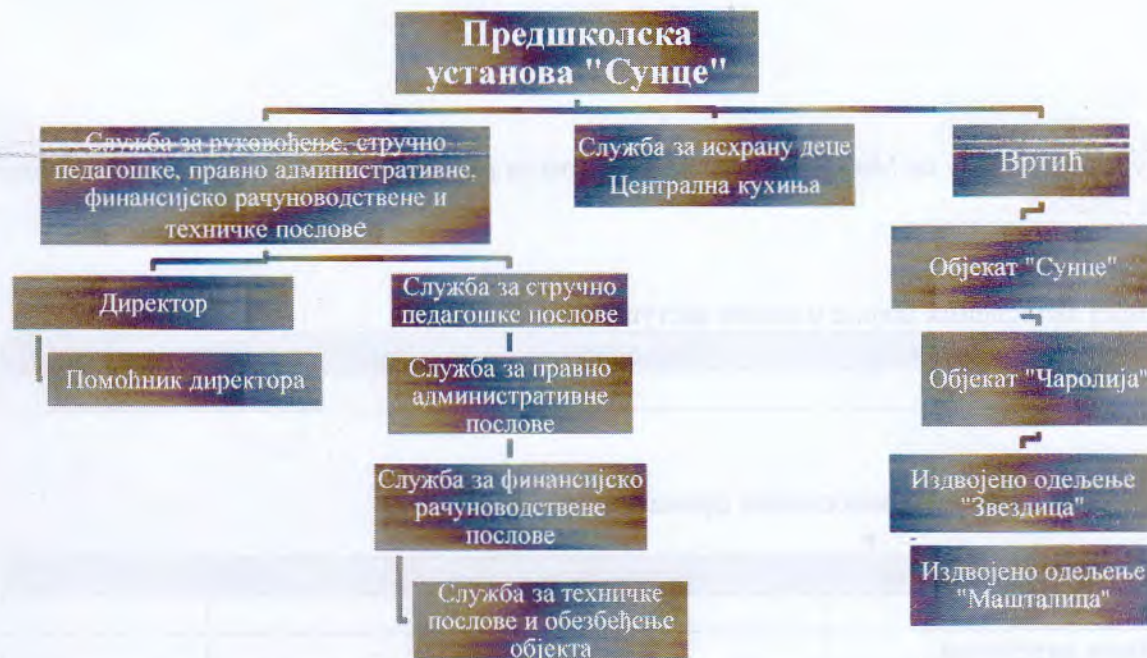 Предшколска
установа "Сунце"
Служба за руковођење, стручно
педагошке, правно административне,
финансијско рачуноводствене и
техничке послове
Служба за исхрану деце
Централна кухиња
Вртић
Директор
Помоћник директора
Служба за стручно
педагошке послове
Служба за правно
административне
послове
Служба за финансијско
рачуноводствене
послове
Служба за техничке
послове и обезбеђење
објекта
Објекат "Сунце"
Објекат "Чаролија"
Издвојено одељење
"Звездица"
Издвојено одељење
"Машталица"